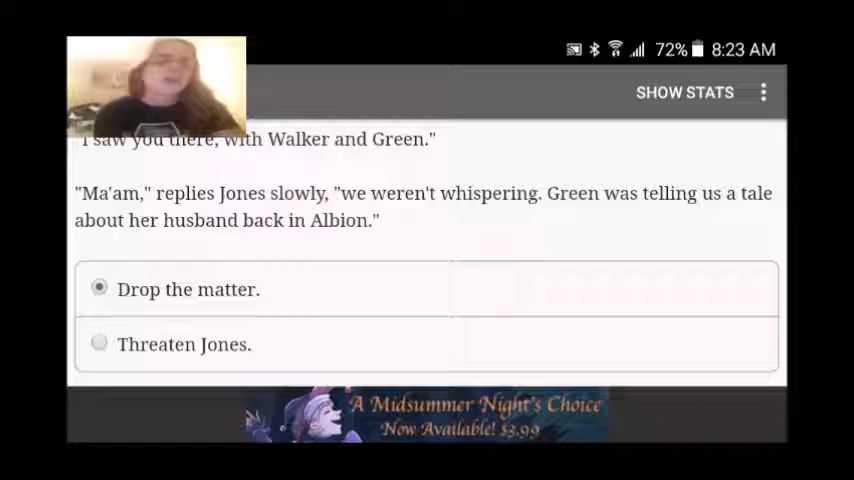 72% 8:23 AM
SHOW STATS
"I saw you there, with Walker and Green."
"Ma'am," replies Jones slowly, "we weren't whispering. Green was telling us a tale
about her husband back in Albion."
Drop the matter.
Threaten Jones.
A Midsummer Night's Choice
Now Available! $3.99